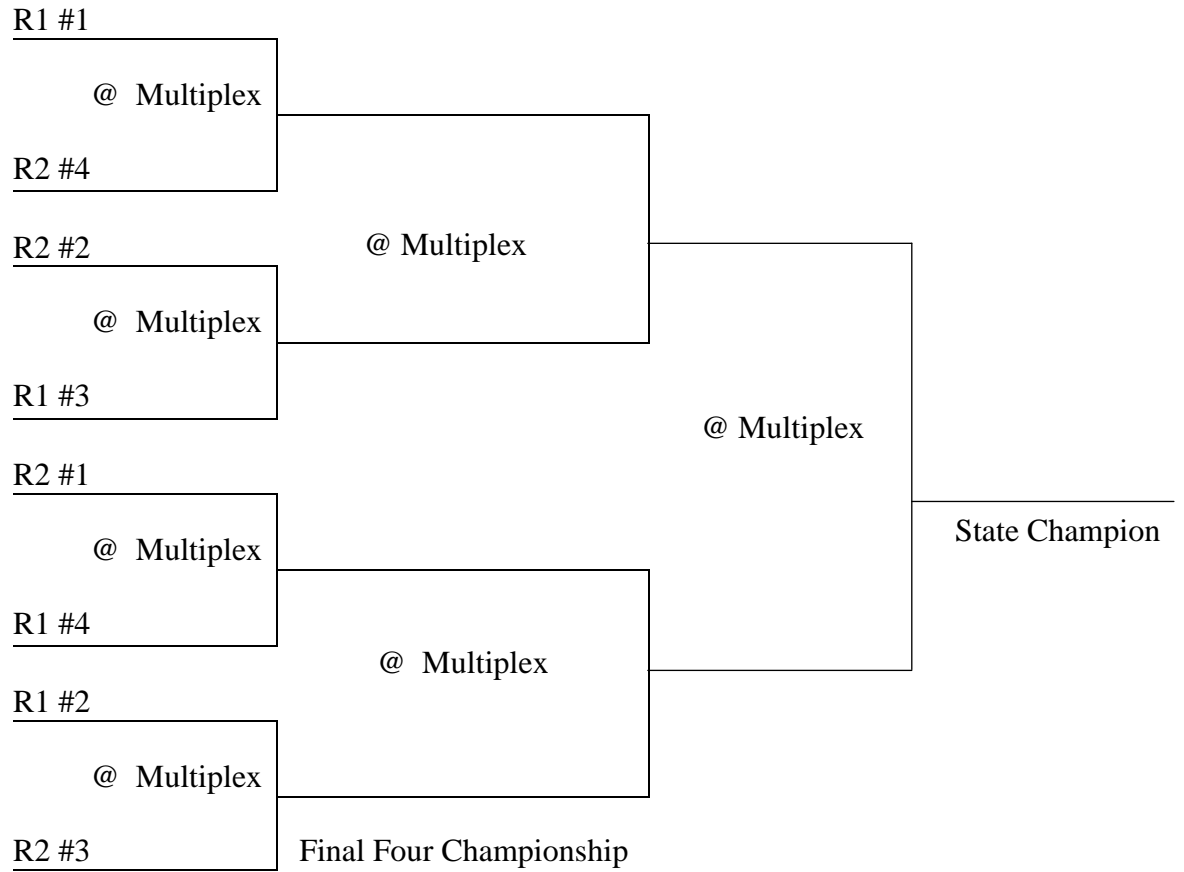 R1 #1
@ Multiplex
R2 #4
R2 #2
@ Multiplex
@ Multiplex
R1 #3
@ Multiplex
R2 #1
State Champion
@ Multiplex
R1 #4
@ Multiplex
R1 #2
@ Multiplex
R2 #3
Final Four Championship